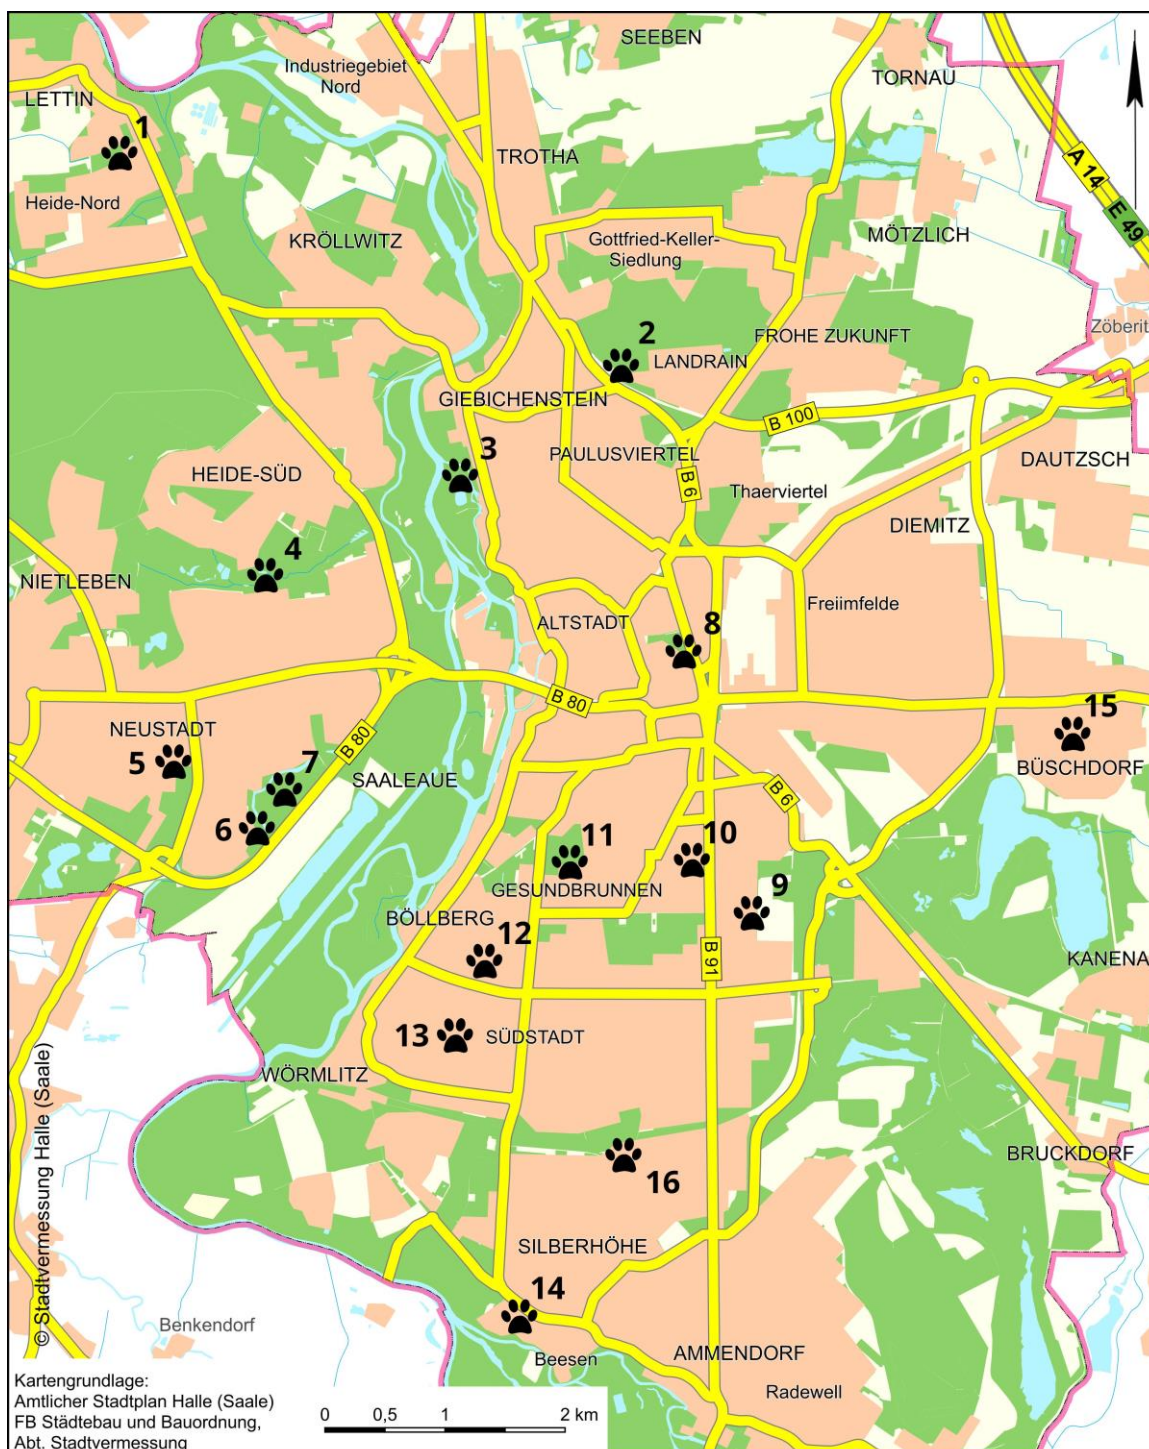 SEEBEN
Industriegebiet
Nord
TORNAU
LETTIN
1
TROTHA
A 14
E 49
Heide-Nord
KRÖLLWITZ
Gottfried-Keller-
Siedlung
MÖTZLICH
Zöberit
2
FROHE ZUKUNFT
LANDRAIN
GIEBICHENSTEIN
B 100
3
PAULUSVIERTEL
DAUTZSCH
HEIDE-SÜD
B 6
Thaerviertel
DIEMITZ
4
NIETLEBEN
Freiimfelde
ALTSTADT
8
B 80
15
NEUSTADT
5
7
B 80
SAALEAUE
BÜSCHDORF
B 6
6
11
10
GESUNDBRUNNEN
9
BÖLLBERG
12
B 91
KANENA
13
SÜDSTADT
WÖRMLITZ
16
BRUCKDORF
SILBERHÖHE
14
Benkendorf
Beesen
AMMENDORF
Radewell
© Stadtvermessung Halle (Saale)
Kartengrundlage:
Amtlicher Stadtplan Halle (Saale)
FB Städtebau und Bauordnung,
Abt. Stadtvermessung
0 0,5 1 2 km